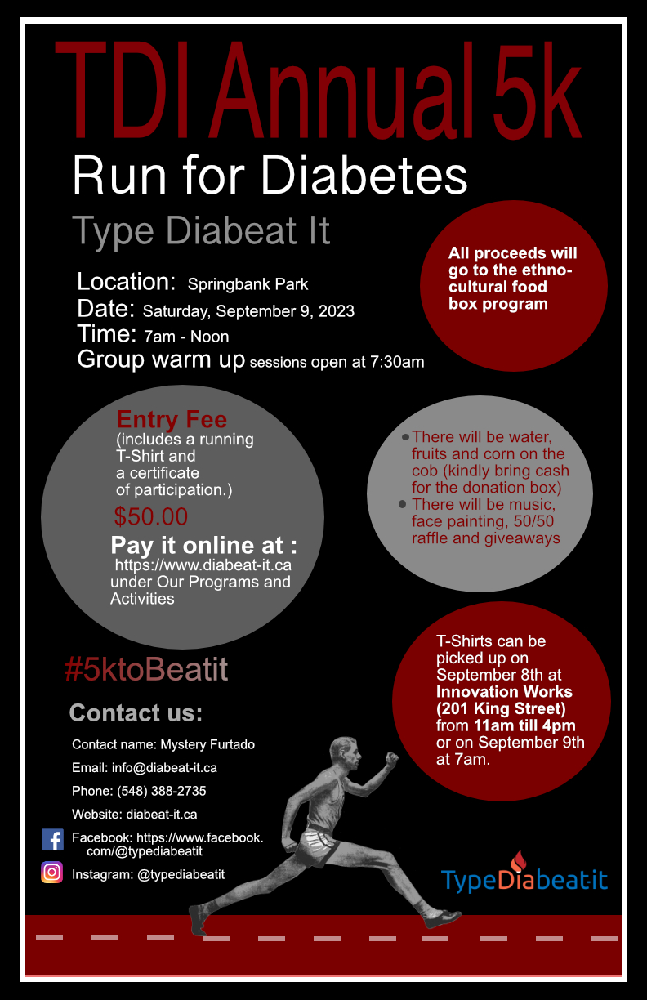 TDI Annual 5k
Run for Diabetes
Type Diabeat It
All proceeds will
go to the ethno-
cultural food
box program
Location: Springbank Park
Date: Saturday, September 9, 2023
Time: 7am - Noon
Group warm up sessions open at 7:30am
Entry Fee
(includes a running
T-Shirt and
a certificate
of participation.)
$50.00
Pay it online at :
https://www.diabeat-it.ca
under Our Programs and
Activities
•There will be water,
fruits and corn on the
cob (kindly bring cash
for the donation box)
• There will be music,
face painting, 50/50
raffle and giveaways
T-Shirts can be
picked up on
September 8th at
Innovation Works
(201 King Street)
from 11am till 4pm
or on September 9th
at 7am.
#5ktoBeatit
Contact us:
Contact name: Mystery Furtado
Email: info@diabeat-it.ca
Phone: (548) 388-2735
Website: diabeat-it.ca
Facebook: https://www.facebook.
com/@typediabeatit
Instagram: @typediabeatit
TypeDiabeatit